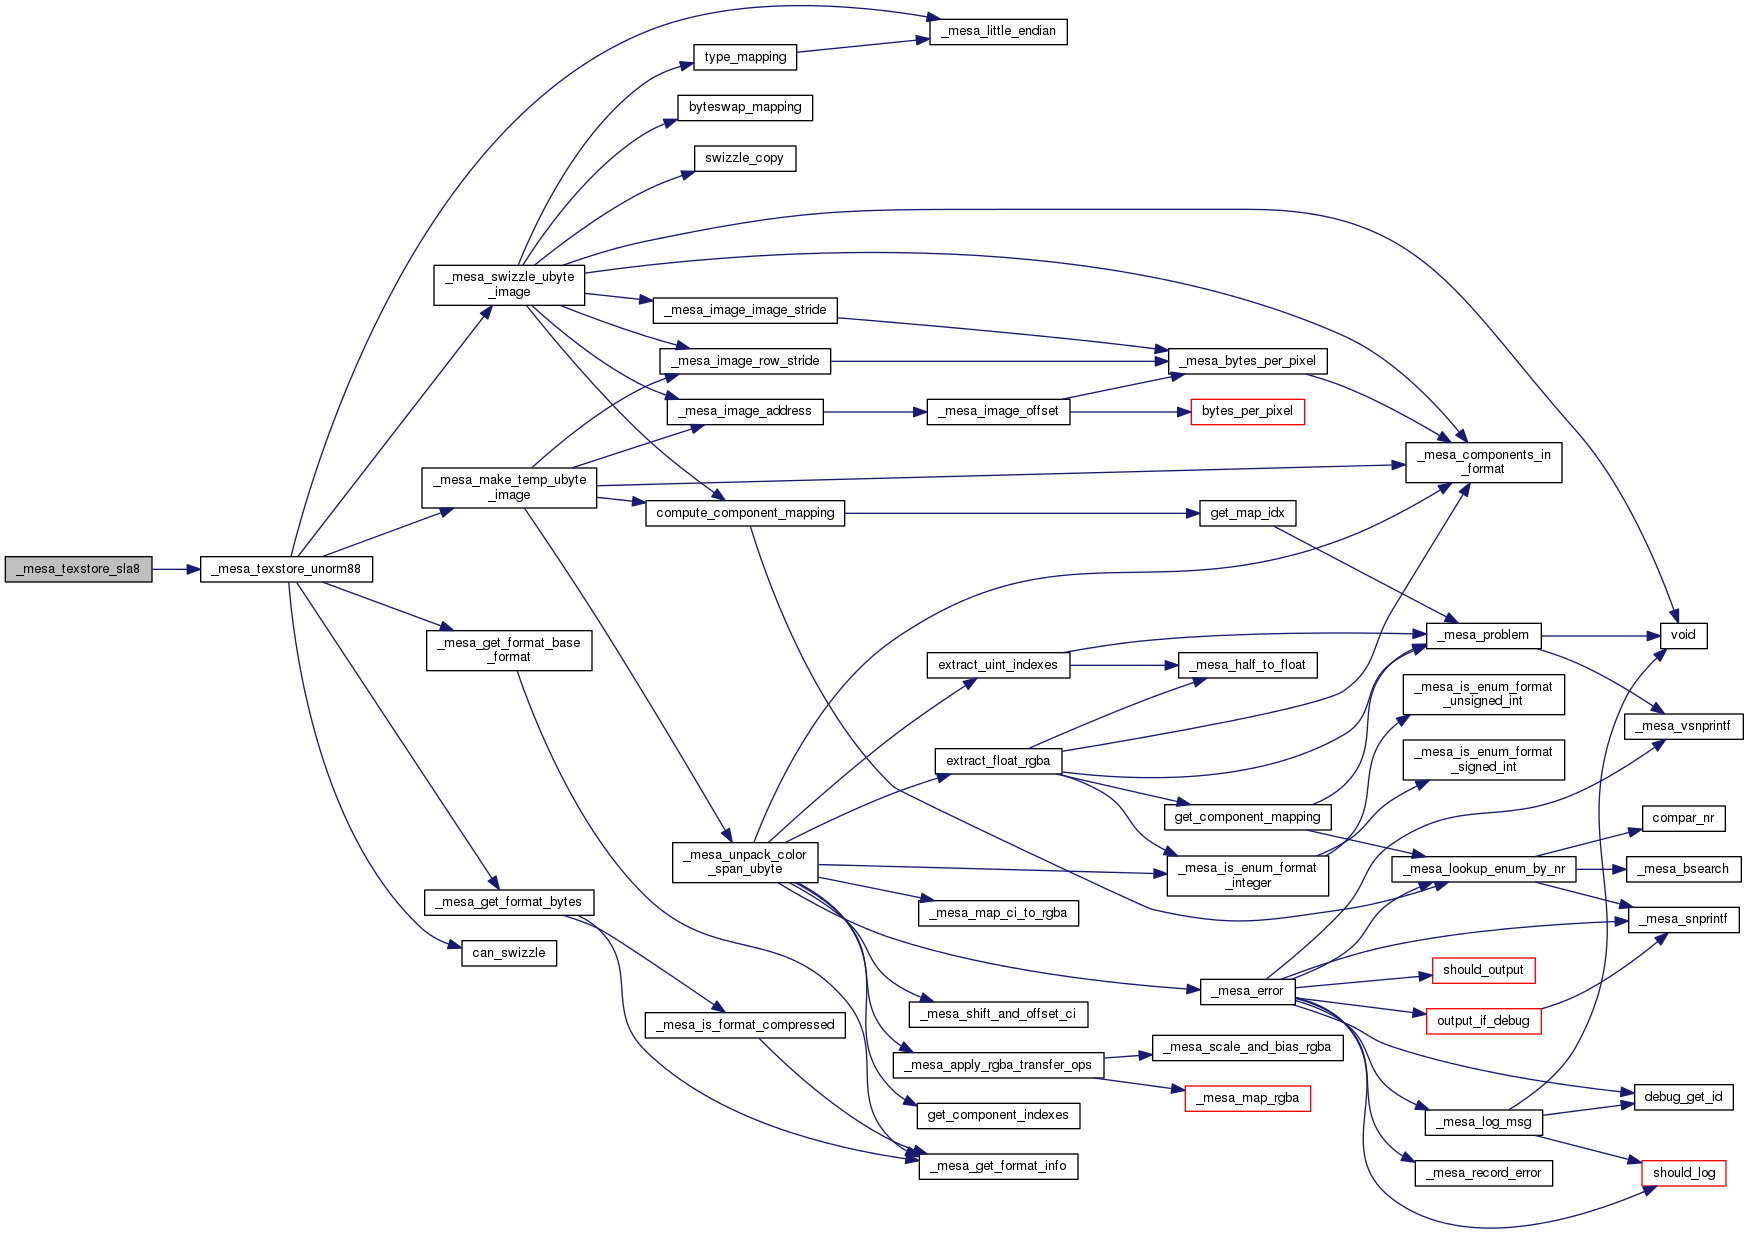 _mesa_little_endian
type_mapping
byteswap_mapping
swizzle_copy
_mesa_swizzle_ubyte
_image
_mesa_image_image_stride
_mesa_image_row_stride
_mesa_bytes_per_pixel
_mesa_image_address
_mesa_image_offset
bytes_per_pixel
_mesa_components_in
_format
_mesa_make_temp_ubyte
_image
compute_component_mapping
get_map_idx
_mesa_texstore_sla8
_mesa_texstore_unorm88
_mesa_get_format_base
_format
_mesa_problem
void
extract_uint_indexes
_mesa_half_to_float
_mesa_is_enum_format
_unsigned_int
_mesa_vsnprintf
_mesa_is_enum_format
_signed_int
extract_float_rgba
get_component_mapping
compar_nr
_mesa_unpack_color
_span_ubyte
_mesa_is_enum_format
_integer
_mesa_lookup_enum_by_nr
_mesa_bsearch
_mesa_get_format_bytes
_mesa_map_ci_to_rgba
_mesa_snprintf
can_swizzle
should_output
_mesa_error
_mesa_shift_and_offset_ci
output_if_debug
_mesa_is_format_compressed
_mesa_scale_and_bias_rgba
_mesa_apply_rgba_transfer_ops
_mesa_map_rgba
debug_get_id
get_component_indexes
_mesa_log_msg
_mesa_get_format_info
_mesa_record_error
should_log